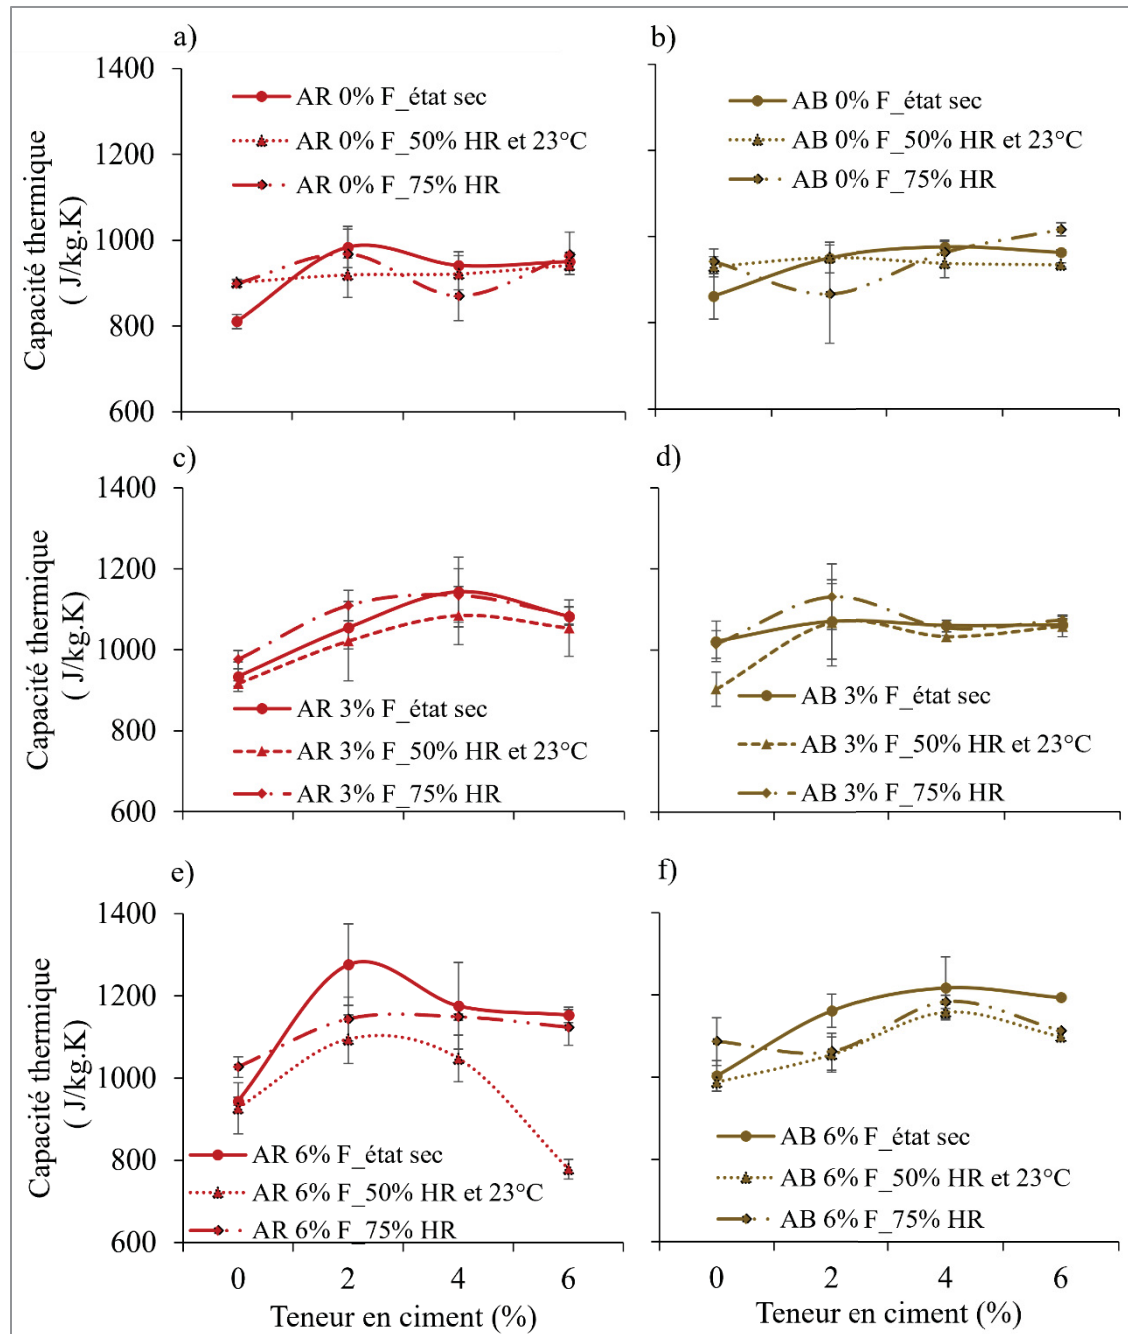 a)
b)
1400
1200
1000
800
600
Capacité thermique
( J/kg.K)
AR 0% F_état sec
AR 0% F_50% HR et 23°C
AR 0% F_75% HR
AB 0% F_état sec
AB 0% F_50% HR et 23°C
AB 0% F_75% HR
c)
d)
1400
1200
1000
800
600
Capacité thermique
( J/kg.K)
AR 3% F_état sec
AR 3% F_50% HR et 23°C
AR 3% F_75% HR
AB 3% F_état sec
AB 3% F_50% HR et 23°C
AB 3% F_75% HR
e)
f)
1400
1200
1000
800
600
Capacité thermique
( J/kg.K)
AR 6% F_état sec
AR 6% F_50% HR et 23°C
AR 6% F_75% HR
AB 6% F_état sec
AB 6% F_50% HR et 23°C
AB 6% F_75% HR
0 2 4 6
Teneur en ciment (%)
0 2 4 6
Teneur en ciment (%)